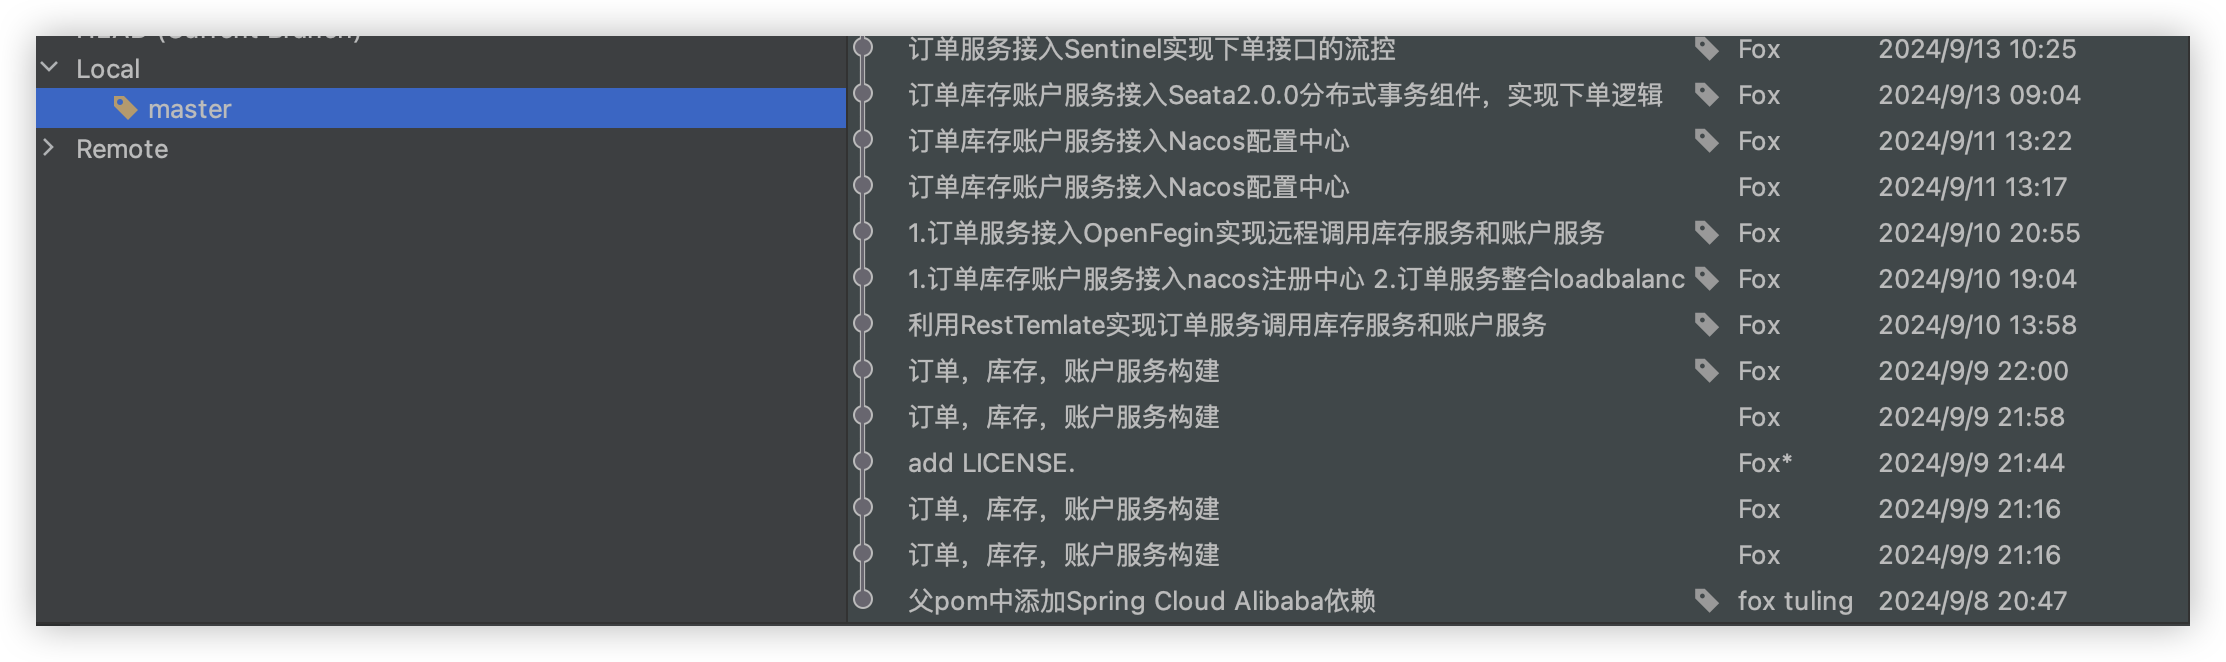 HEAD (Current Branch)
Local
master
Remote
订单服务接入Sentinel实现下单接口的流控 Fox 2024/9/13 10:25
订单库存账户服务接入Seata2.0.0分布式事务组件，实现下单逻辑 Fox 2024/9/13 09:04
订单库存账户服务接入Nacos配置中心 Fox 2024/9/11 13:22
订单库存账户服务接入Nacos配置中心 Fox 2024/9/11 13:17
1.订单服务接入OpenFegin实现远程调用库存服务和账户服务 Fox 2024/9/10 20:55
1.订单库存账户服务接入nacos注册中心 2.订单服务整合loadbalanc Fox 2024/9/10 19:04
利用RestTemlate实现订单服务调用库存服务和账户服务 Fox 2024/9/10 13:58
订单，库存，账户服务构建 Fox 2024/9/9 22:00
订单，库存，账户服务构建 Fox 2024/9/9 21:58
add LICENSE. Fox* 2024/9/9 21:44
订单，库存，账户服务构建 Fox 2024/9/9 21:16
订单，库存，账户服务构建 Fox 2024/9/9 21:16
父pom中添加Spring Cloud Alibaba依赖 fox tuling 2024/9/8 20:47